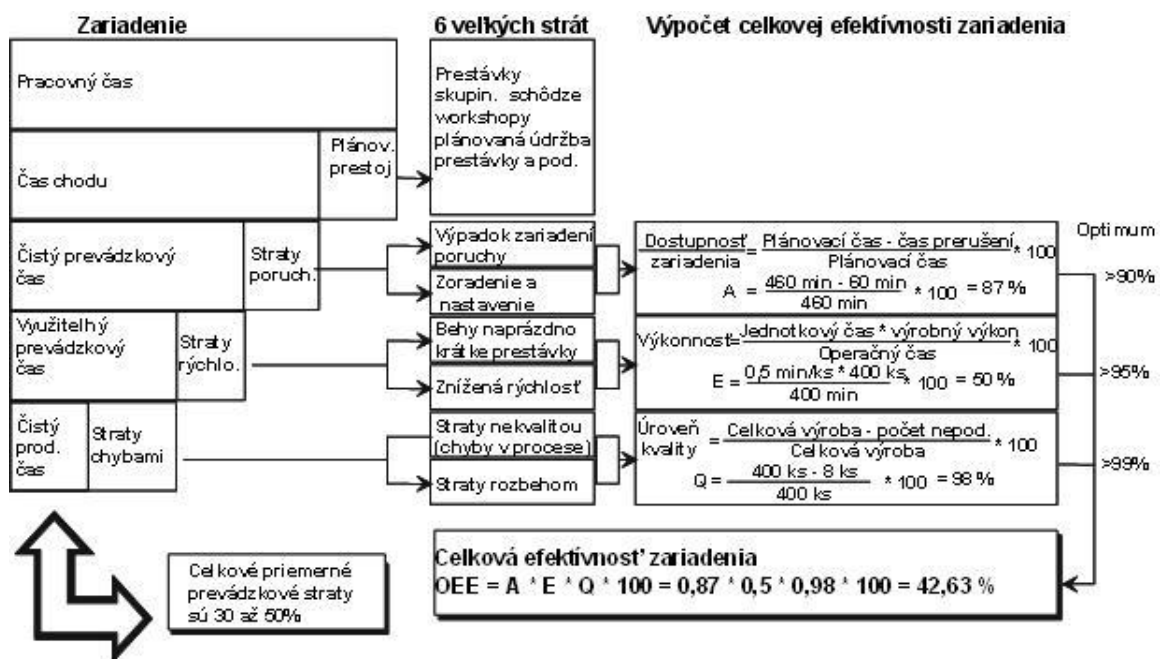 Zariadenie
6 veľkých strát
Výpočet celkovej efektívnosti zariadenia
Pracovný čas
Prestávky
skupin. schôdze
workshopy
plánovaná údržba
prestávky a pod.
Čas chodu
Plánov.
prestoj
Čistý prevádzkový
čas
Straty
poruch.
Výpadok zariadení
poruchy
Zoradenie a
nastavenie
Dostupnosť zariadenia = Plánovací čas - čas prerušení / Plánovací čas * 100
A = 460 min - 60 min / 460 min * 100 = 87 %
Optimum
>90%
Využiteľný
prevádzkový
čas
Straty
rýchlo.
Behy naprázdno
krátke prestávky
Znížená rýchlosť
Výkonnosť = Jednotkový čas * výrobný výkon / Operačný čas * 100
E = 0,5 min/ks * 400 ks / 400 min * 100 = 50 %
>95%
Čistý
prod.
čas
Straty
chybami
Straty nekvalitou
(chyby v procese)
Straty rozbehom
Úroveň kvality = Celková výroba - počet nepod. / Celková výroba * 100
Q = 400 ks - 8 ks / 400 ks * 100 = 98 %
>99%
Celkové priemerné
prevádzkové straty
sú 30 až 50%
Celková efektívnosť zariadenia
OEE = A * E * Q * 100 = 0,87 * 0,5 * 0,98 * 100 = 42,63 %